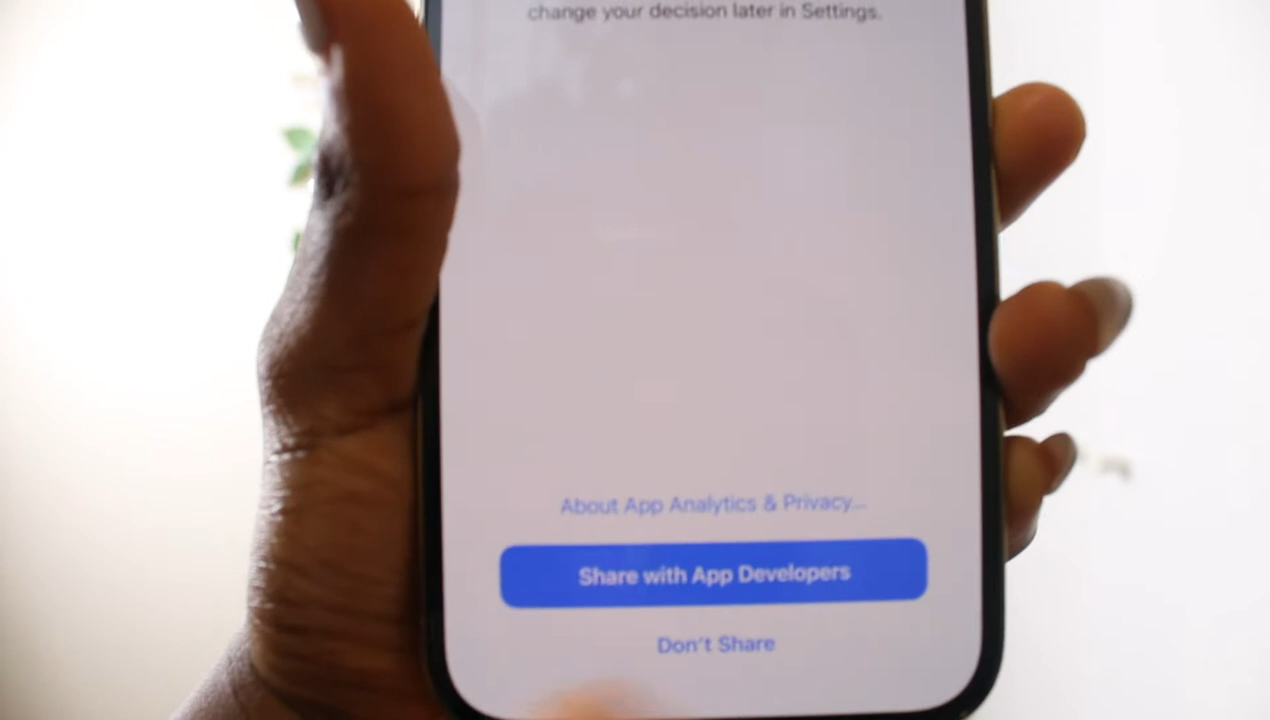 change your decision later in Settings.
About App Analytics & Privacy...
Share with App Developers
Don't Share